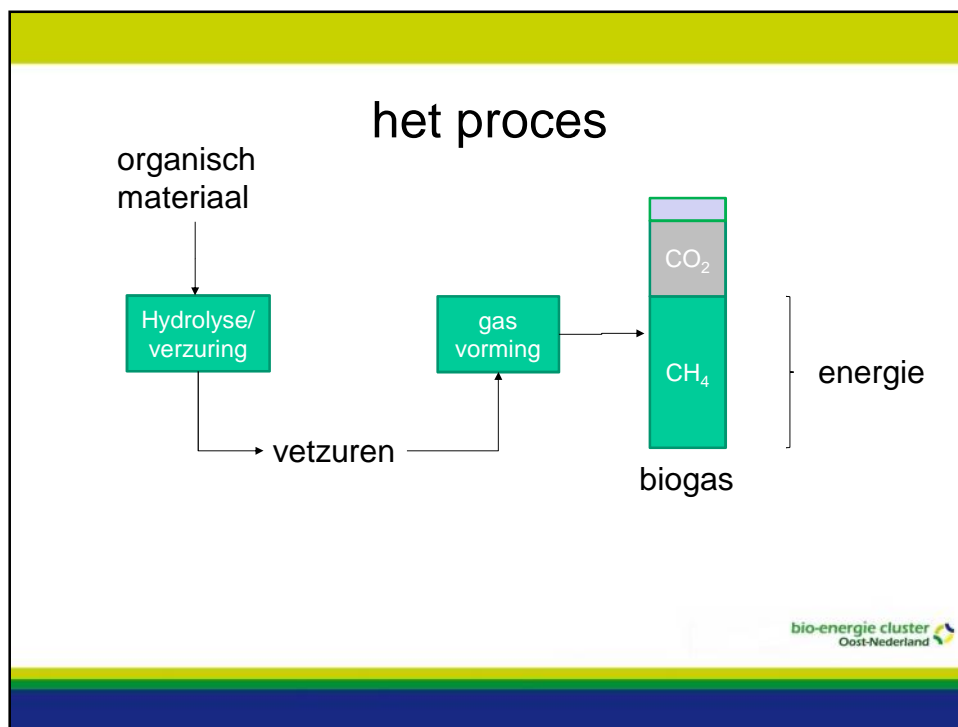 het proces
organisch
materiaal
Hydrolyse/
verzuring
vetzuren
gas
vorming
CO₂
CH₄
biogas
energie
bio-energie cluster
Oost-Nederland